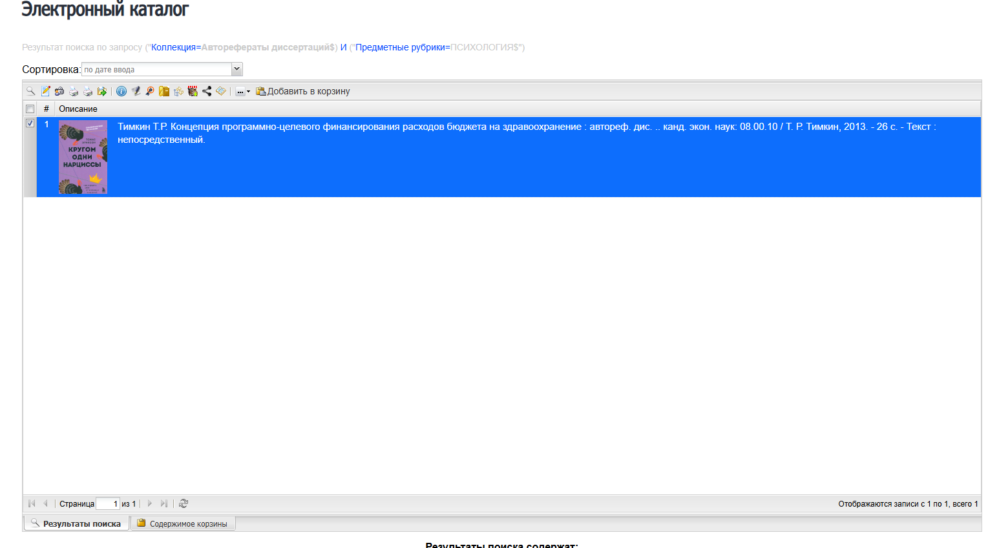 Электронный каталог
Результат поиска по запросу ("Коллекция=Авторефераты диссертаций$) И ("Предметные рубрики=ПСИХОЛОГИЯ$")
Сортировка: по дате ввода
... Добавить в корзину
# Описание
1 Тимкин Т.Р. Концепция программно-целевого финансирования расходов бюджета на здравоохранение : автореф. дис. .. канд. экон. наук: 08.00.10 / Т. Р. Тимкин, 2013. - 26 с. - Текст :
непосредственный.
КРУГОМ
ОДНИ
НАРЦИССЫ
Страница 1 из 1
Отображаются записи с 1 по 1, всего 1
Результаты поиска Содержимое корзины
Результаты поиска содержат: